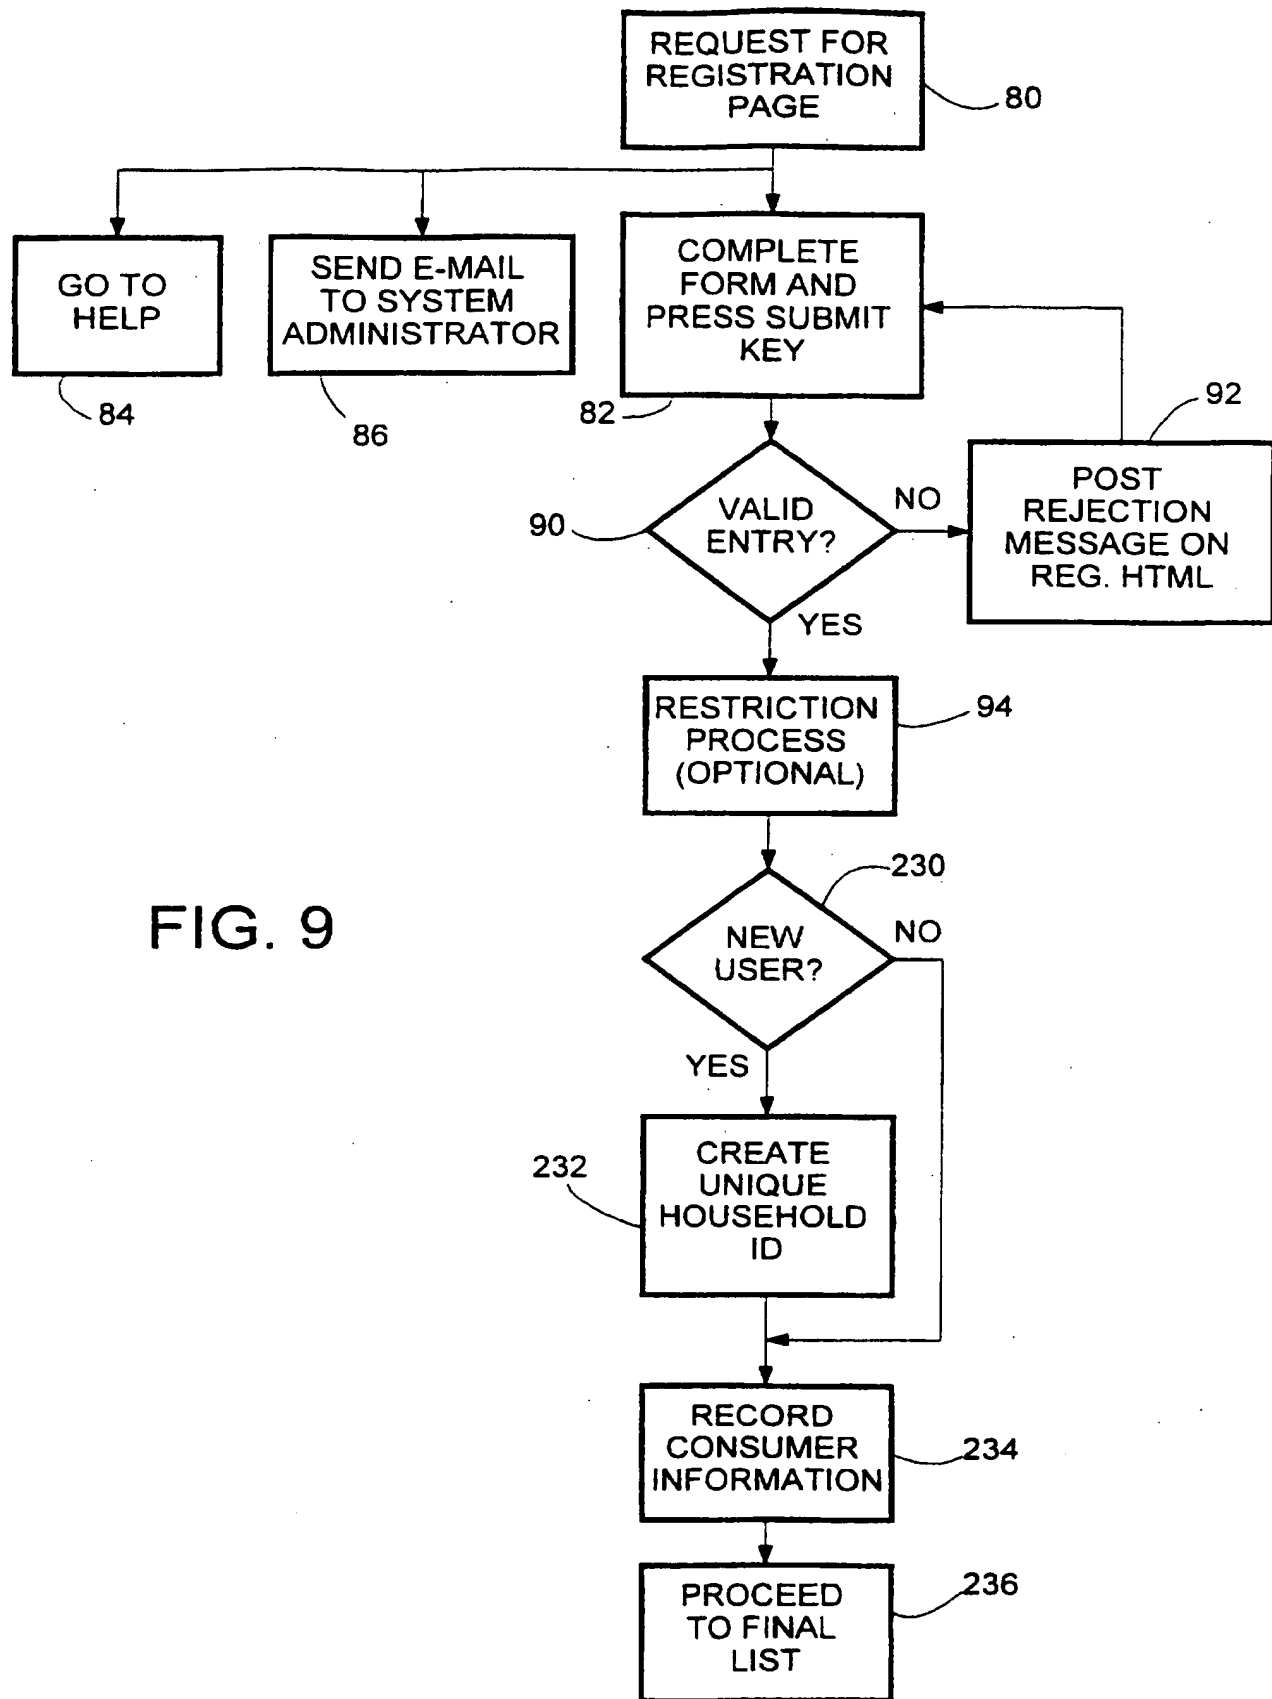 REQUEST FOR
REGISTRATION
PAGE
80
GO TO
HELP
84
SEND E-MAIL
TO SYSTEM
ADMINISTRATOR
86
COMPLETE
FORM AND
PRESS SUBMIT
KEY
82
92
POST
REJECTION
MESSAGE ON
REG. HTML
90
VALID
ENTRY?
NO
YES
RESTRICTION
PROCESS
(OPTIONAL)
94
230
NEW
USER?
NO
YES
FIG. 9
232
CREATE
UNIQUE
HOUSEHOLD
ID
RECORD
CONSUMER
INFORMATION
234
PROCEED
TO FINAL
LIST
236